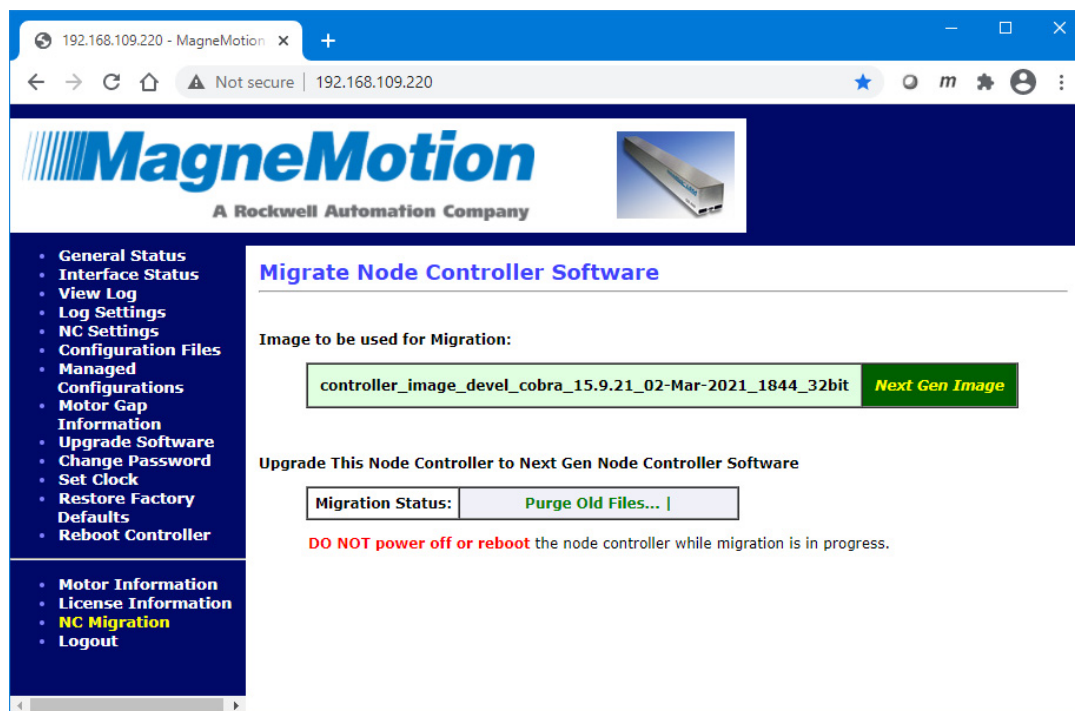 192.168.109.220 - MagneMotion
Not secure | 192.168.109.220
m
MagneMotion
A Rockwell Automation Company
General Status
Interface Status
View Log
Log Settings
NC Settings
Configuration Files
Managed
Configurations
Motor Gap
Information
Upgrade Software
Change Password
Set Clock
Restore Factory
Defaults
Reboot Controller
Motor Information
License Information
NC Migration
Logout
Migrate Node Controller Software
Image to be used for Migration:
controller_image_devel_cobra_15.9.21_02-Mar-2021_1844_32bit Next Gen Image
Upgrade This Node Controller to Next Gen Node Controller Software
Migration Status: Purge Old Files... |
DO NOT power off or reboot the node controller while migration is in progress.